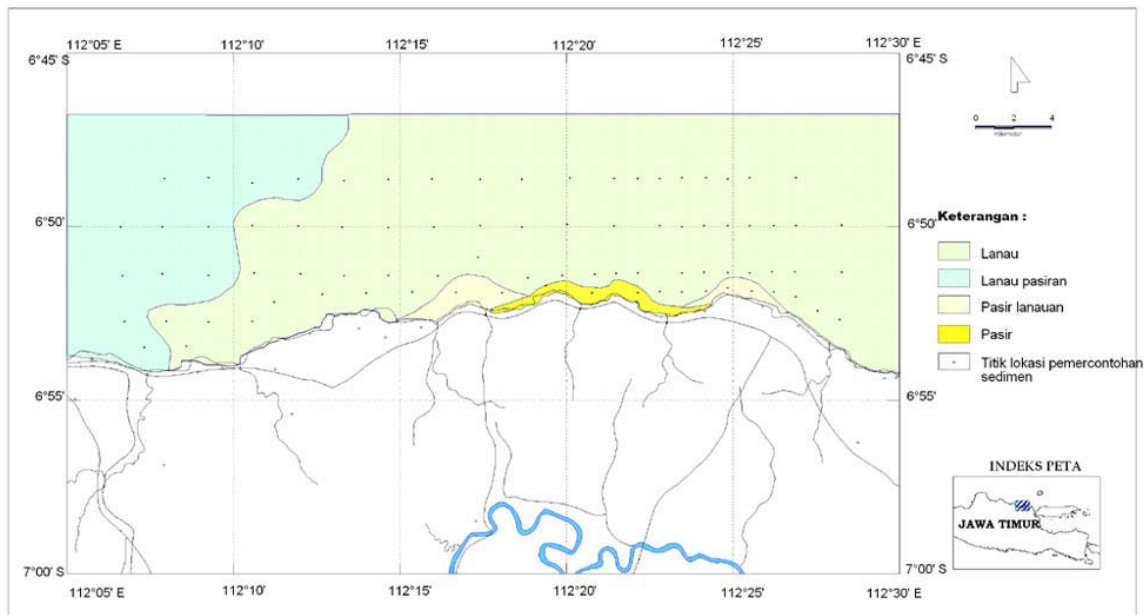 112°05' E 112°10' 112°15' 112°20' 112°25' 112°30' E
6°45' S 6°45' S
0 2 4
Kilometer
6°50' 6°50'
Keterangan :
Lanau
Lanau pasiran
Pasir lanauan
Pasir
Titik lokasi pemercontohan
sedimen
6°55' 6°55'
INDEKS PETA
JAWA TIMUR
7°00' S 7°00' S
112°05' E 112°10' 112°15' 112°20' 112°25' 112°30' E